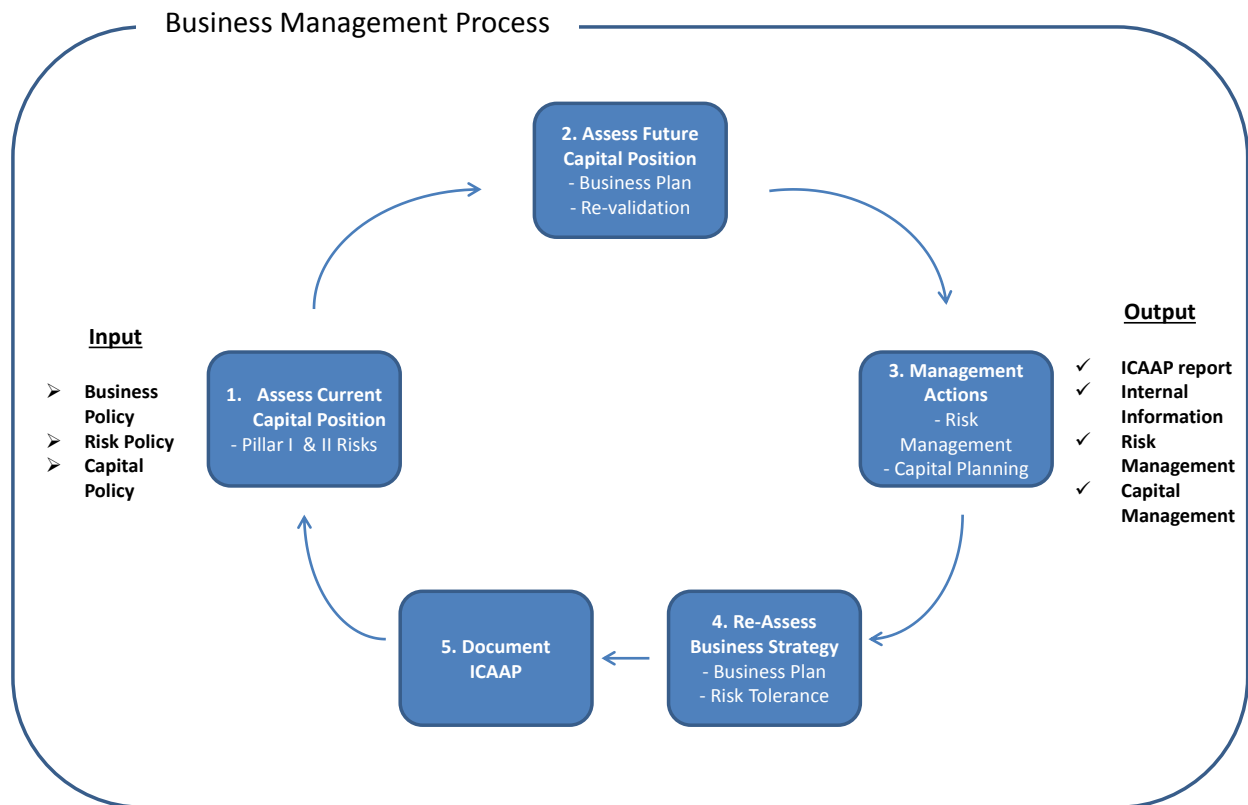 Business Management Process
2. Assess Future
Capital Position
- Business Plan
- Re-validation
Input
➢ Business
Policy
➢ Risk Policy
➢ Capital
Policy
1. Assess Current
Capital Position
- Pillar I & II Risks
3. Management
Actions
- Risk
Management
- Capital Planning
Output
✓ ICAAP report
✓ Internal
Information
✓ Risk
Management
✓ Capital
Management
4. Re-Assess
Business Strategy
- Business Plan
- Risk Tolerance
5. Document
ICAAP